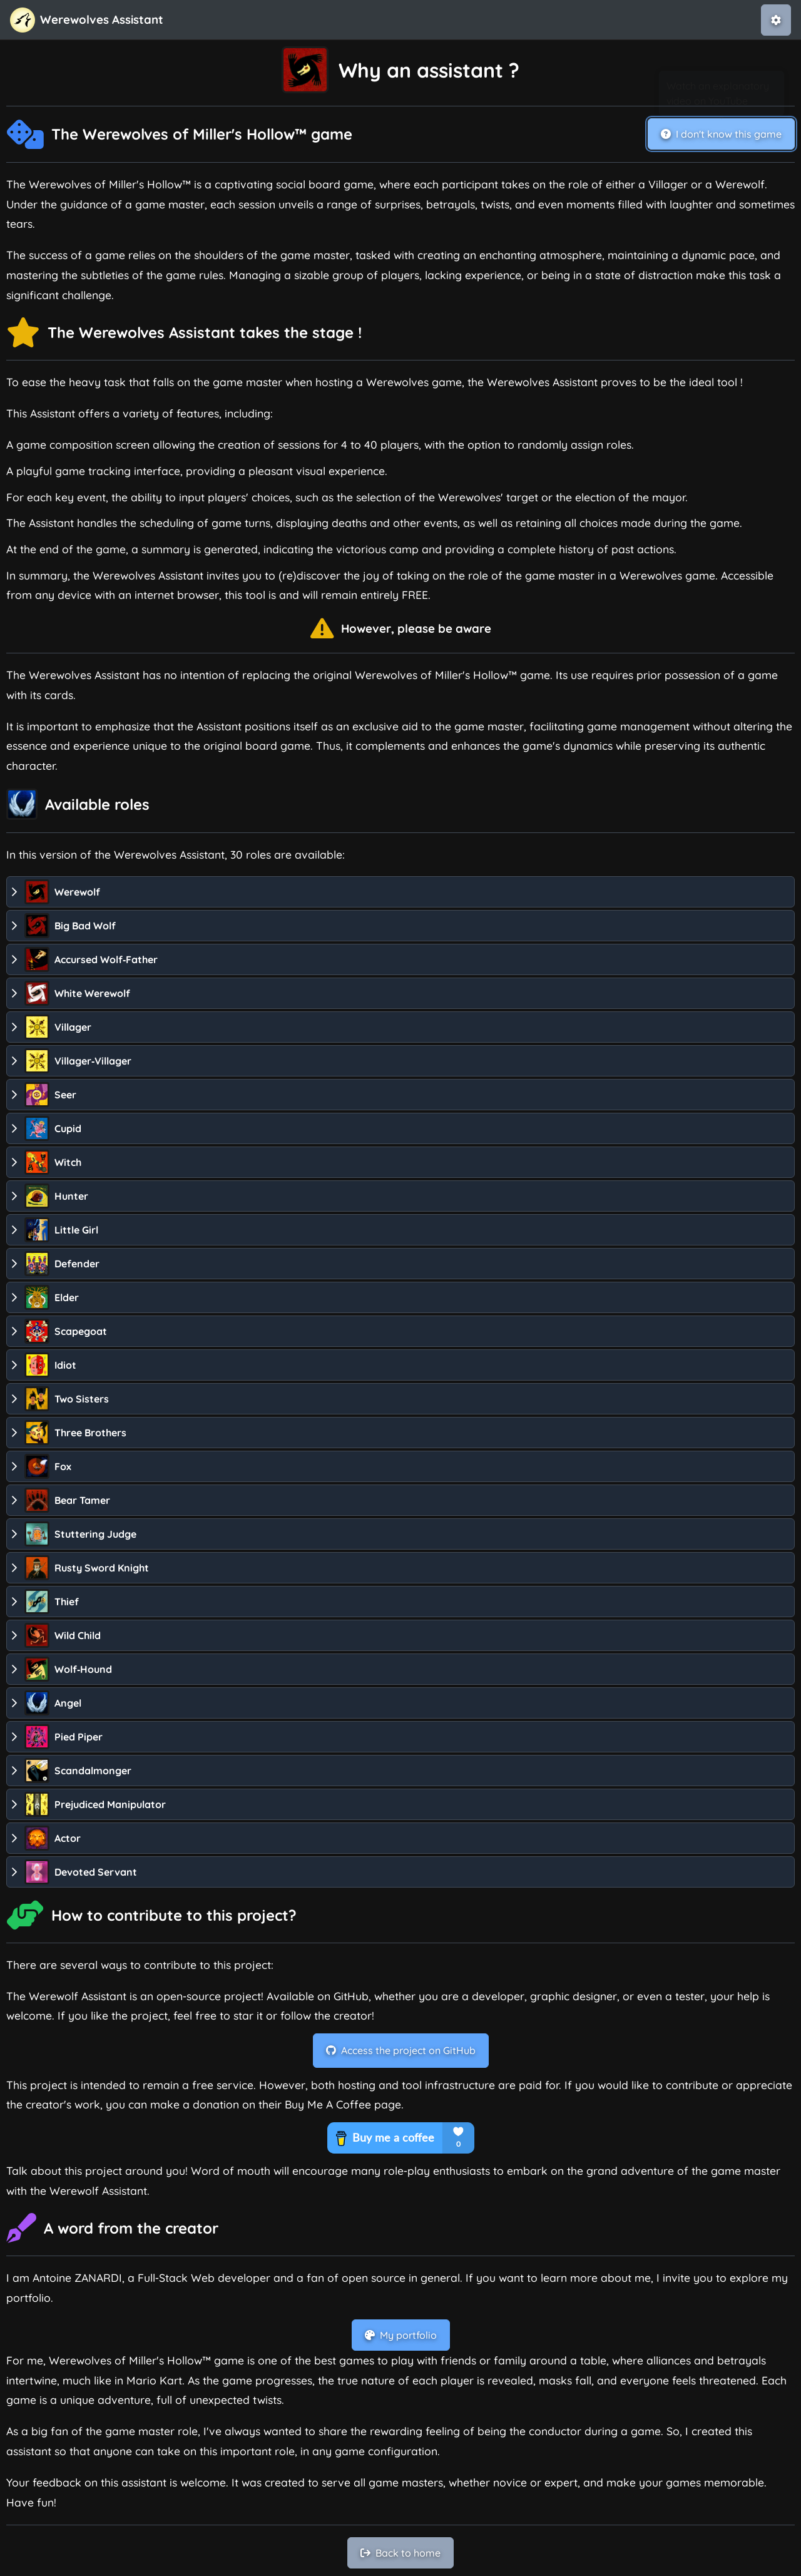 Werewolves Assistant
Why an assistant ?
The Werewolves of Miller's Hollow™ game
I don't know this game
The Werewolves of Miller's Hollow™ is a captivating social board game, where each participant takes on the role of either a Villager or a Werewolf.
Under the guidance of a game master, each session unveils a range of surprises, betrayals, twists, and even moments filled with laughter and sometimes
tears.
The success of a game relies on the shoulders of the game master, tasked with creating an enchanting atmosphere, maintaining a dynamic pace, and
mastering the subtleties of the game rules. Managing a sizable group of players, lacking experience, or being in a state of distraction make this task a
significant challenge.
The Werewolves Assistant takes the stage !
To ease the heavy task that falls on the game master when hosting a Werewolves game, the Werewolves Assistant proves to be the ideal tool !
This Assistant offers a variety of features, including:
A game composition screen allowing the creation of sessions for 4 to 40 players, with the option to randomly assign roles.
A playful game tracking interface, providing a pleasant visual experience.
For each key event, the ability to input players' choices, such as the selection of the Werewolves' target or the election of the mayor.
The Assistant handles the scheduling of game turns, displaying deaths and other events, as well as retaining all choices made during the game.
At the end of the game, a summary is generated, indicating the victorious camp and providing a complete history of past actions.
In summary, the Werewolves Assistant invites you to (re)discover the joy of taking on the role of the game master in a Werewolves game. Accessible
from any device with an internet browser, this tool is and will remain entirely FREE.
However, please be aware
The Werewolves Assistant has no intention of replacing the original Werewolves of Miller's Hollow™ game. Its use requires prior possession of a game
with its cards.
It is important to emphasize that the Assistant positions itself as an exclusive aid to the game master, facilitating game management without altering the
essence and experience unique to the original board game. Thus, it complements and enhances the game's dynamics while preserving its authentic
character.
Available roles
In this version of the Werewolves Assistant, 30 roles are available:
Werewolf
Big Bad Wolf
Accursed Wolf-Father
White Werewolf
Villager
Villager-Villager
Seer
Cupid
Witch
Hunter
Little Girl
Defender
Elder
Scapegoat
Idiot
Two Sisters
Three Brothers
Fox
Bear Tamer
Stuttering Judge
Rusty Sword Knight
Thief
Wild Child
Wolf-Hound
Angel
Pied Piper
Scandalmonger
Prejudiced Manipulator
Actor
Devoted Servant
How to contribute to this project?
There are several ways to contribute to this project:
The Werewolf Assistant is an open-source project! Available on GitHub, whether you are a developer, graphic designer, or even a tester, your help is
welcome. If you like the project, feel free to star it or follow the creator!
Access the project on GitHub
This project is intended to remain a free service. However, both hosting and tool infrastructure are paid for. If you would like to contribute or appreciate
the creator's work, you can make a donation on their Buy Me A Coffee page.
Buy me a coffee
0
Talk about this project around you! Word of mouth will encourage many role-play enthusiasts to embark on the grand adventure of the game master
with the Werewolf Assistant.
A word from the creator
I am Antoine ZANARDI, a Full-Stack Web developer and a fan of open source in general. If you want to learn more about me, I invite you to explore my
portfolio.
My portfolio
For me, Werewolves of Miller's Hollow™ game is one of the best games to play with friends or family around a table, where alliances and betrayals
intertwine, much like in Mario Kart. As the game progresses, the true nature of each player is revealed, masks fall, and everyone feels threatened. Each
game is a unique adventure, full of unexpected twists.
As a big fan of the game master role, I've always wanted to share the rewarding feeling of being the conductor during a game. So, I created this
assistant so that anyone can take on this important role, in any game configuration.
Your feedback on this assistant is welcome. It was created to serve all game masters, whether novice or expert, and make your games memorable.
Have fun!
Back to home